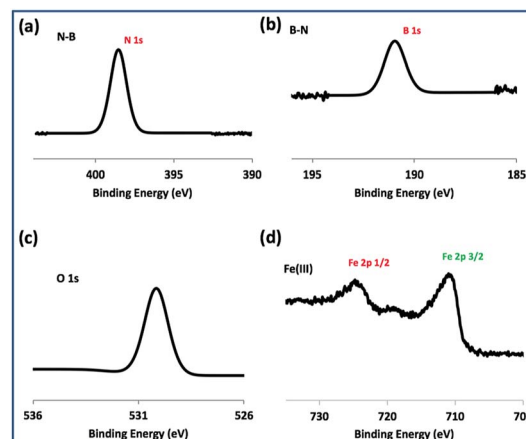 (a)
N-B
N 1s
400
395
390
Binding Energy (eV)
(b)
B-N
B 1s
195
190
185
Binding Energy (eV)
(c)
O 1s
536
531
526
Binding Energy (eV)
(d)
Fe(III)
Fe 2p 1/2
Fe 2p 3/2
730
720
710
70
Binding Energy (eV)